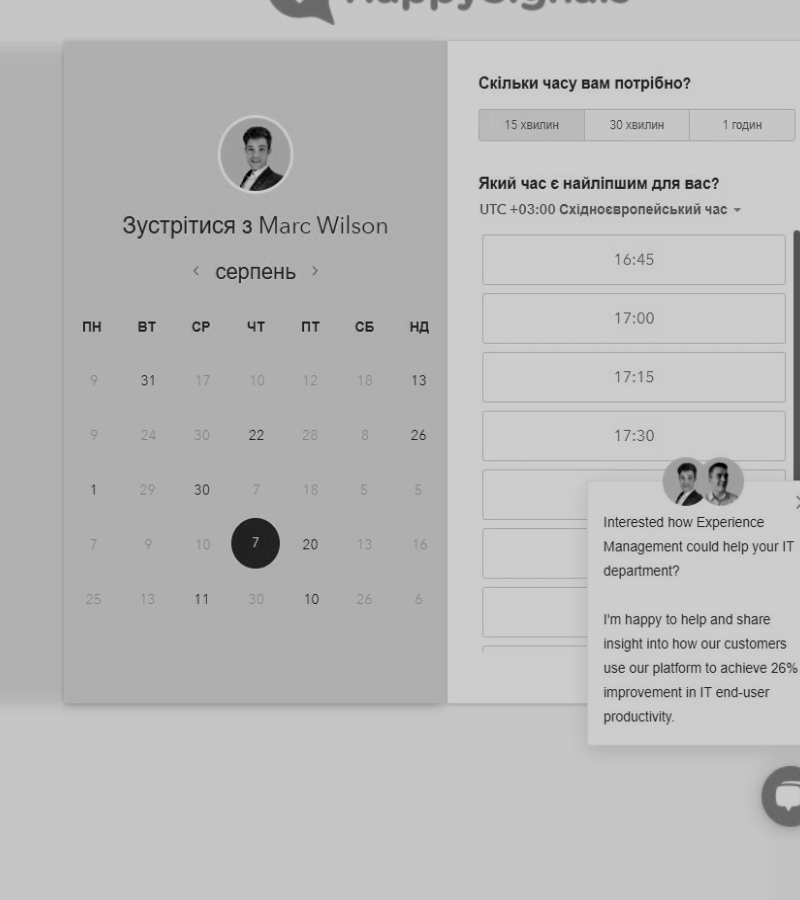 HappySignals
Зустрітися з Marc Wilson
серпень
ПН ВТ СР ЧТ ПТ СБ НД
9 31 17 10 12 18 13
9 24 30 22 28 8 26
1 29 30 7 18 5 5
7 9 10 7 20 13 16
25 13 11 30 10 26 6
Скільки часу вам потрібно?
15 хвилин 30 хвилин 1 годин
Який час є найліпшим для вас?
UTC +03:00 Східноєвропейський час
16:45
17:00
17:15
17:30
Interested how Experience
Management could help your IT
department?
I'm happy to help and share
insight into how our customers
use our platform to achieve 26%
improvement in IT end-user
productivity.